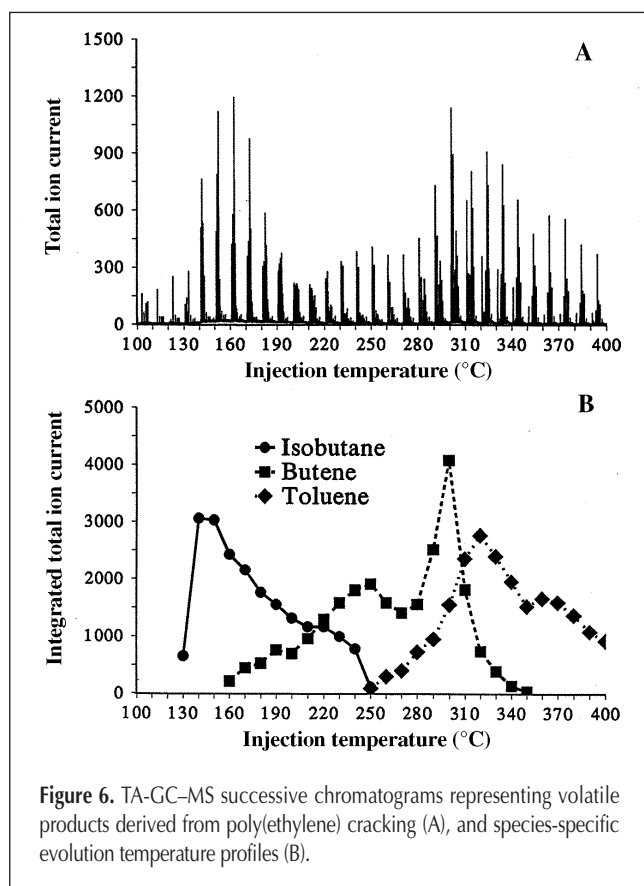 A
Total ion current
1500
1200
900
600
300
0
100 130 160 190 220 250 280 310 340 370 400
Injection temperature (°C)
B
Integrated total ion current
5000
4000
3000
2000
1000
0
Isobutane
Butene
Toluene
100 130 160 190 220 250 280 310 340 370 400
Injection temperature (°C)
Figure 6. TA-GC–MS successive chromatograms representing volatile
products derived from poly(ethylene) cracking (A), and species-specific
evolution temperature profiles (B).